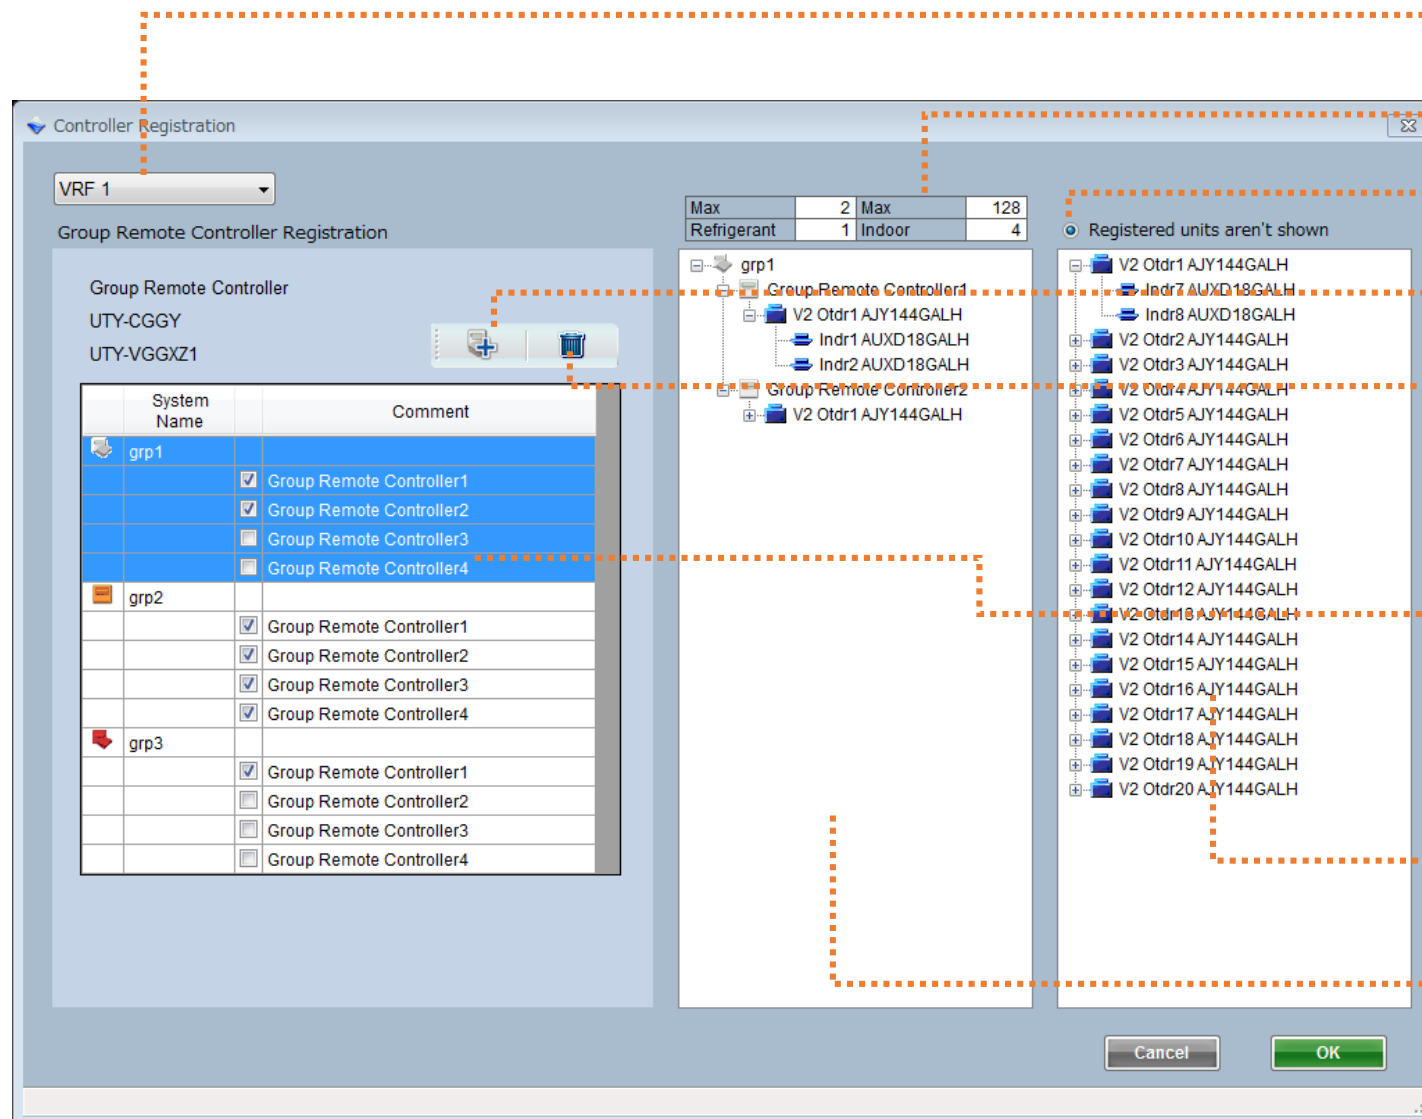 Controller Registration
VRF 1
Group Remote Controller Registration
Group Remote Controller
UTY-CGGY
UTY-VGGXZ1
System Name Comment
grp1
Group Remote Controller1
Group Remote Controller2
Group Remote Controller3
Group Remote Controller4
grp2
Group Remote Controller1
Group Remote Controller2
Group Remote Controller3
Group Remote Controller4
grp3
Group Remote Controller1
Group Remote Controller2
Group Remote Controller3
Group Remote Controller4
Max 2 Max 128
Refrigerant 1 Indoor 4
grp1
Group Remote Controller1
V2 Otdr1 AJY144GALH
Indr1 AUXD18GALH
Indr2 AUXD18GALH
Group Remote Controller2
V2 Otdr1 AJY144GALH
Registered units aren't shown
V2 Otdr1 AJY144GALH
Indr7 AUXD18GALH
Indr8 AUXD18GALH
V2 Otdr2 AJY144GALH
V2 Otdr3 AJY144GALH
V2 Otdr4 AJY144GALH
V2 Otdr5 AJY144GALH
V2 Otdr6 AJY144GALH
V2 Otdr7 AJY144GALH
V2 Otdr8 AJY144GALH
V2 Otdr9 AJY144GALH
V2 Otdr10 AJY144GALH
V2 Otdr11 AJY144GALH
V2 Otdr12 AJY144GALH
V2 Otdr13 AJY144GALH
V2 Otdr14 AJY144GALH
V2 Otdr15 AJY144GALH
V2 Otdr16 AJY144GALH
V2 Otdr17 AJY144GALH
V2 Otdr18 AJY144GALH
V2 Otdr19 AJY144GALH
V2 Otdr20 AJY144GALH
Cancel
OK